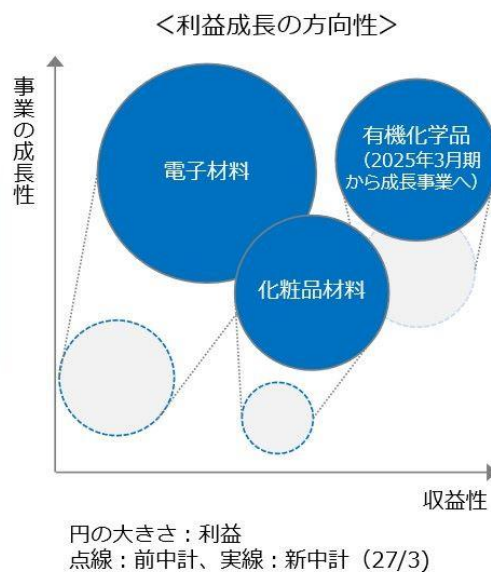 ＜利益成長の方向性＞
事業の成長性
電子材料
有機化学品
（2025年3月期
から成長事業へ）
化粧品材料
収益性
円の大きさ：利益
点線：前中計、実線：新中計（27/3)